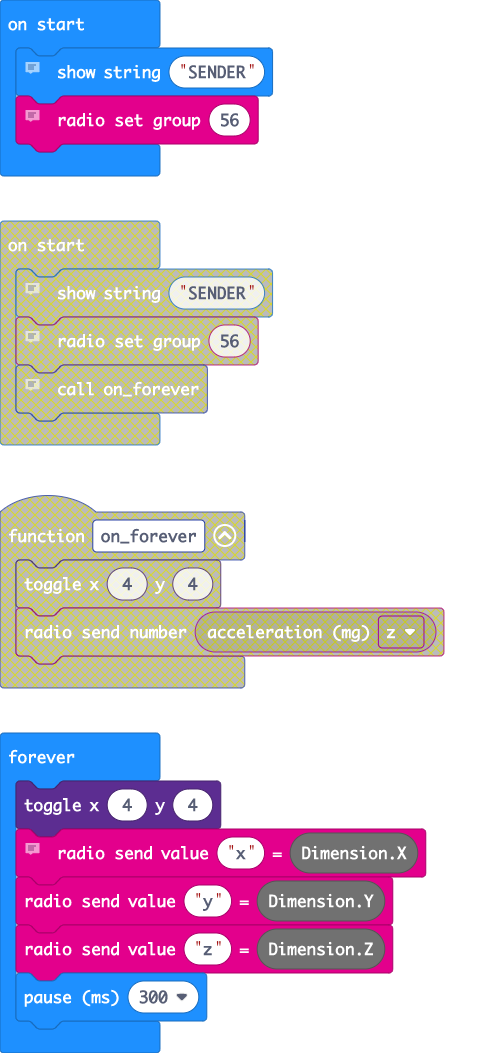 on start
show string "SENDER"
radio set group 56
on start
show string "SENDER"
radio set group 56
call on_forever
function on_forever
toggle x 4 y 4
radio send number acceleration (mg) z
forever
toggle x 4 y 4
radio send value "x" = Dimension.X
radio send value "y" = Dimension.Y
radio send value "z" = Dimension.Z
pause (ms) 300